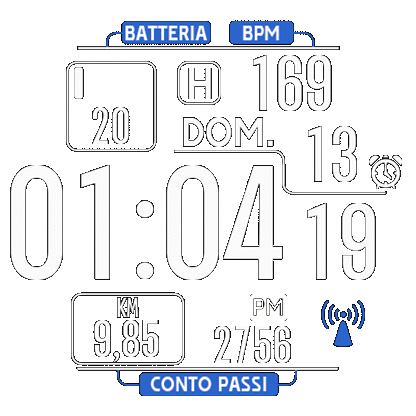 BATTERIA BPM
20 H 169
DOM. 13
01:04 19
KM PM
9,85 27/56
CONTO PASSI